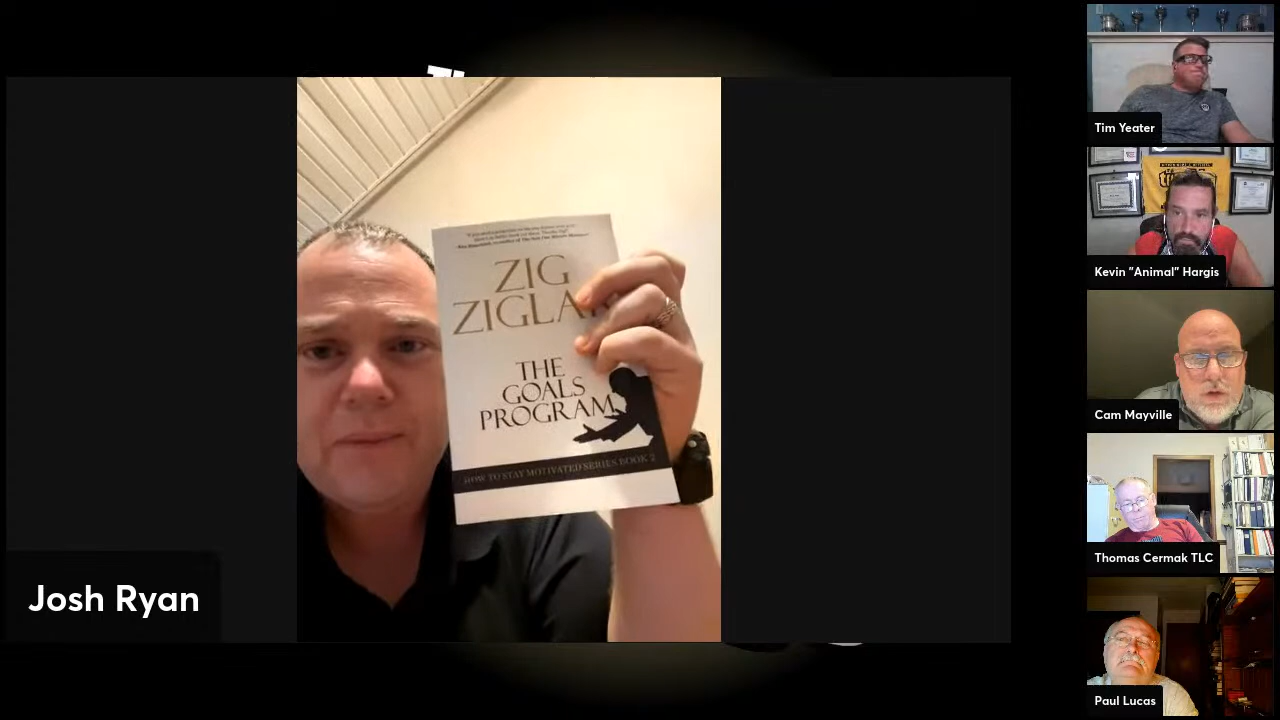 Josh Ryan
ZIG
ZIGLA
THE
GOALS
PROGRAM
HOW TO STAY MOTIVATED SERIES BOOK 2
Tim Yeater
Kevin "Animal" Hargis
Cam Mayville
Thomas Cermak TLC
Paul Lucas